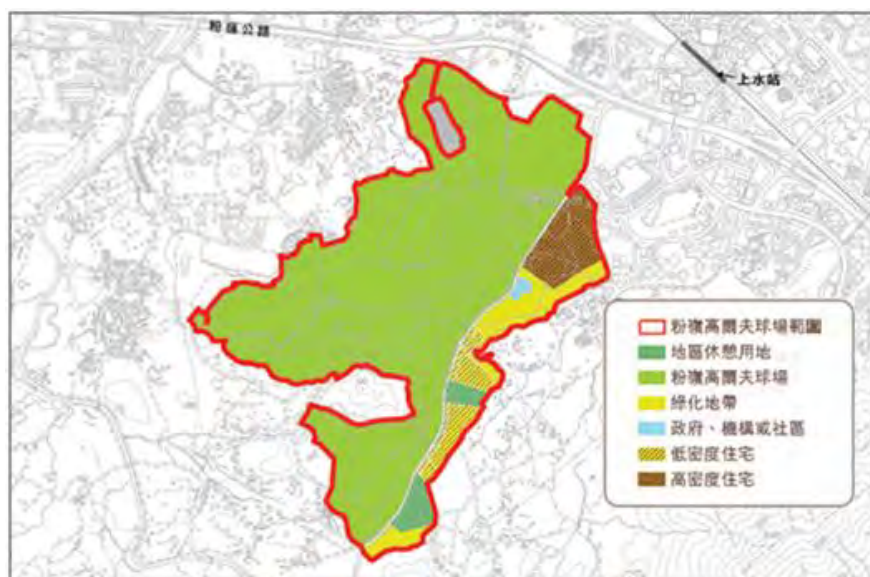 粉嶺公路
上水站
粉嶺高爾夫球場範圍
地區休憩用地
粉嶺高爾夫球場
綠化地帶
政府、機構或社區
低密度住宅
高密度住宅